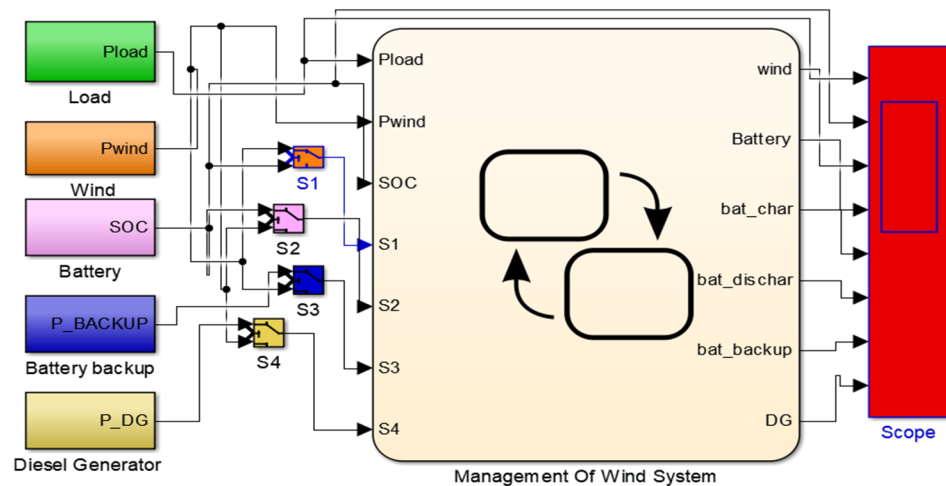 Pload
Load
Pwind
Wind
SOC
Battery
P_BACKUP
Battery backup
P_DG
Diesel Generator
S1
S2
S3
S4
Pload
Pwind
SOC
S1
S2
S3
S4
wind
Battery
bat_char
bat_dischar
bat_backup
DG
Management Of Wind System
Scope